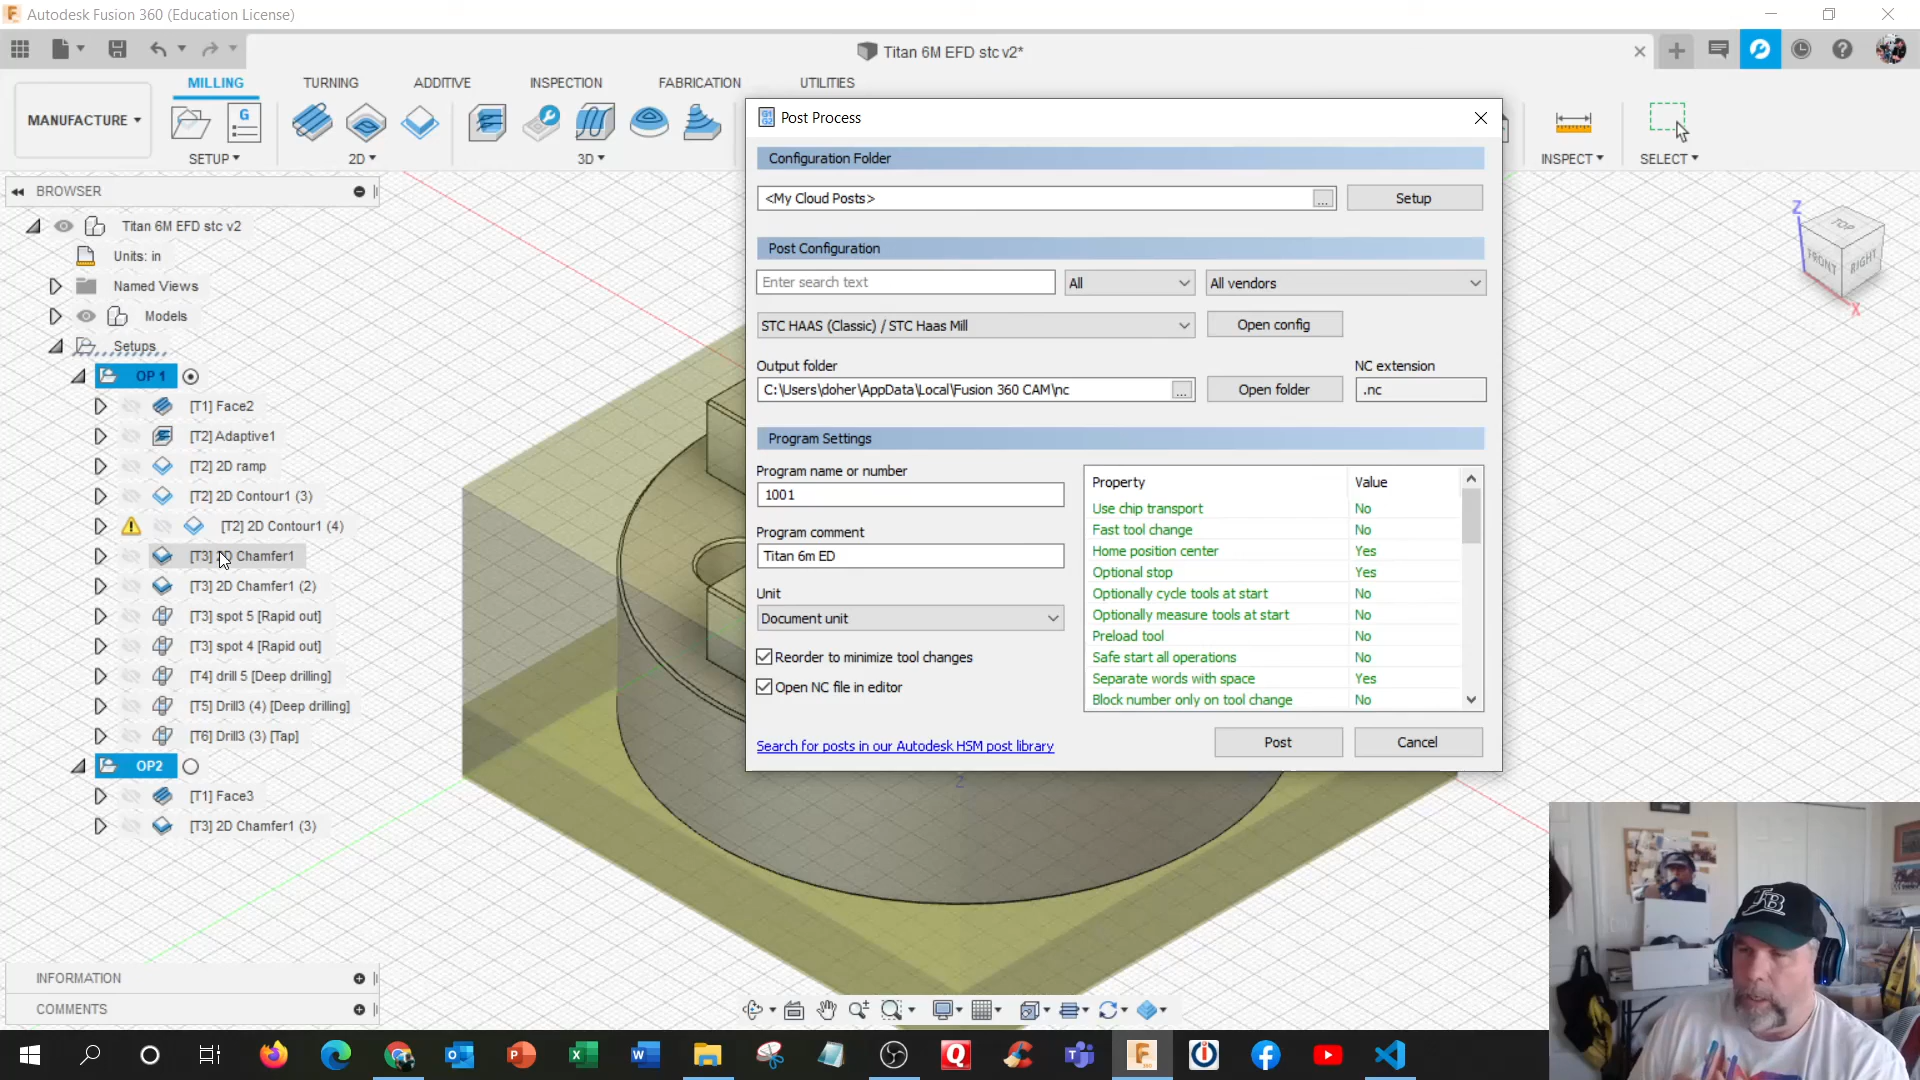 Autodesk Fusion 360 (Education License)
Titan 6M EFD stc v2*
MILLING
TURNING
ADDITIVE
INSPECTION
FABRICATION
UTILITIES
MANUFACTURE
SETUP
2D
3D
INSPECT
SELECT
BROWSER
Titan 6M EFD stc v2
Units: in
Named Views
Models
Setups
OP 1
[T1] Face2
[T2] Adaptive1
[T2] 2D ramp
[T2] 2D Contour1 (3)
[T2] 2D Contour1 (4)
[T3] 2D Chamfer1
[T3] 2D Chamfer1 (2)
[T3] spot 5 [Rapid out]
[T3] spot 4 [Rapid out]
[T4] drill 5 [Deep drilling]
[T5] Drill3 (4) [Deep drilling]
[T6] Drill3 (3) [Tap]
OP2
[T1] Face3
[T3] 2D Chamfer1 (3)
INFORMATION
COMMENTS
Post Process
Configuration Folder
<My Cloud Posts>
...
Setup
Post Configuration
Enter search text
All
All vendors
STC HAAS (Classic) / STC Haas Mill
Open config
Output folder
NC extension
C:\Users\doher\AppData\Local\Fusion 360 CAM\nc
...
Open folder
.nc
Program Settings
Program name or number
1001
Program comment
Titan 6m ED
Unit
Document unit
Reorder to minimize tool changes
Open NC file in editor
Property Value
Use chip transport No
Fast tool change No
Home position center Yes
Optional stop Yes
Optionally cycle tools at start No
Optionally measure tools at start No
Preload tool No
Safe start all operations No
Separate words with space Yes
Block number only on tool change No
Search for posts in our Autodesk HSM post library
Post
Cancel
Z
TOP
FRONT
RIGHT
X
Z